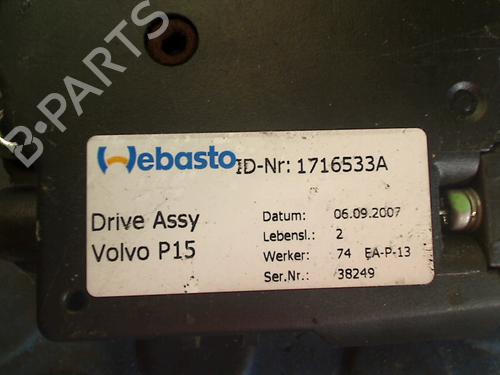 B-PARTS
Webasto ID-Nr: 1716533A
Drive Assy
Volvo P15
Datum: 06.09.2007
Lebensl.: 2
Werker: 74 EA-P-13
Ser.Nr.: 38249